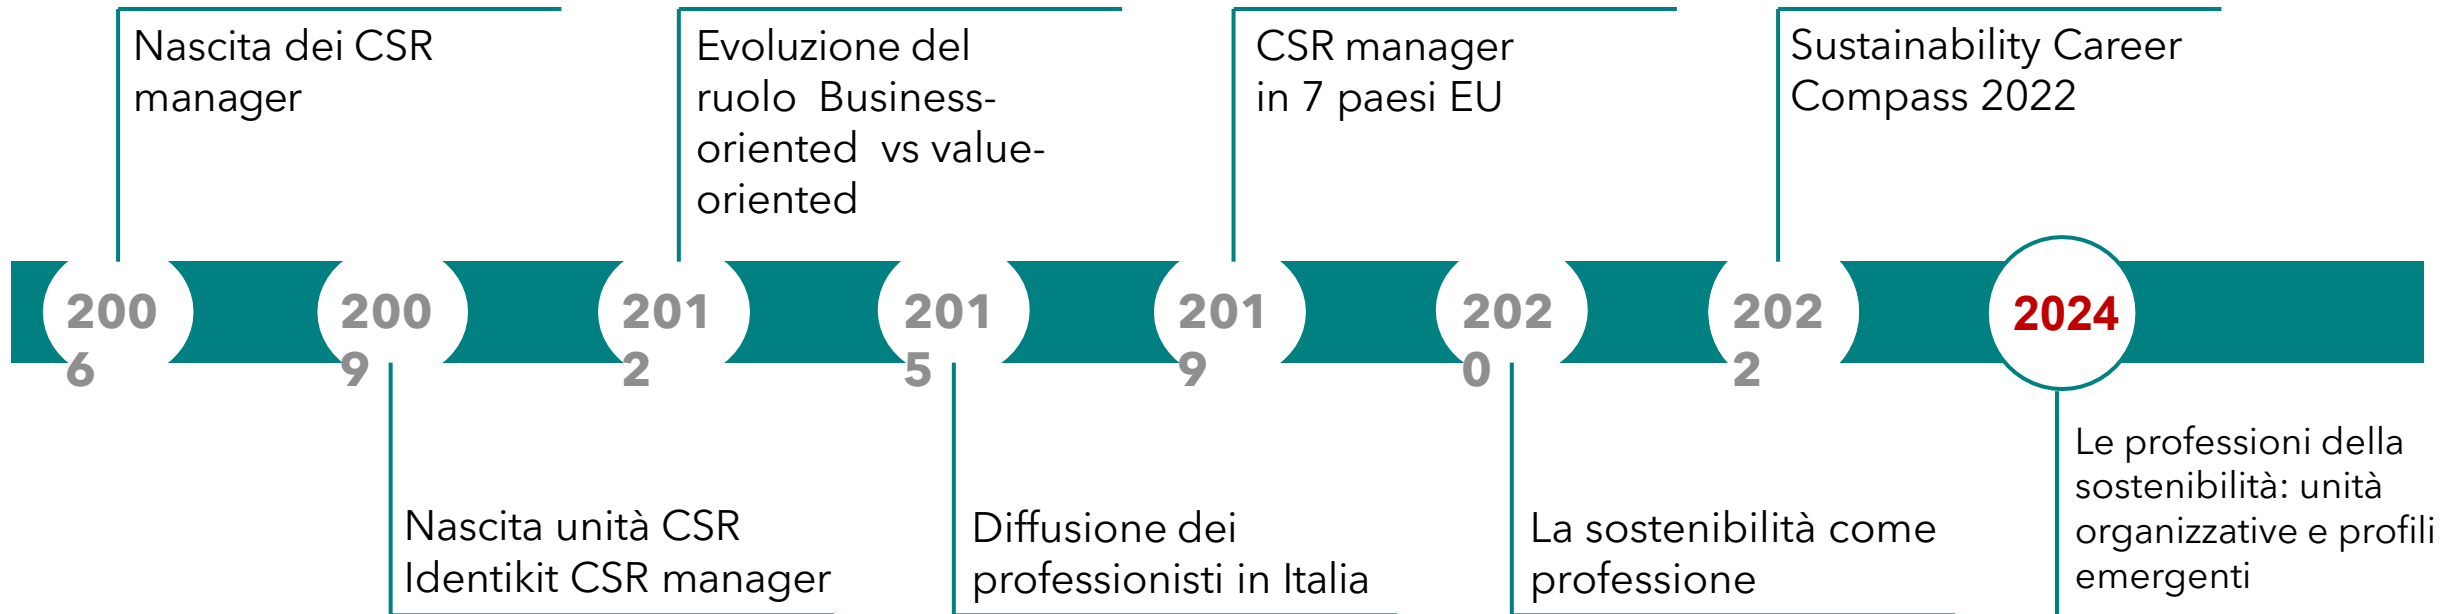 Nascita dei CSR
manager
Evoluzione del
ruolo  Business-
oriented  vs value-
oriented
CSR manager
in 7 paesi EU
Sustainability Career
Compass 2022
200
6
200
9
201
2
201
5
201
9
202
0
202
2
2024
Nascita unità CSR
Identikit CSR manager
Diffusione dei
professionisti in Italia
La sostenibilità come
professione
Le professioni della
sostenibilità: unità
organizzative e profili
emergenti